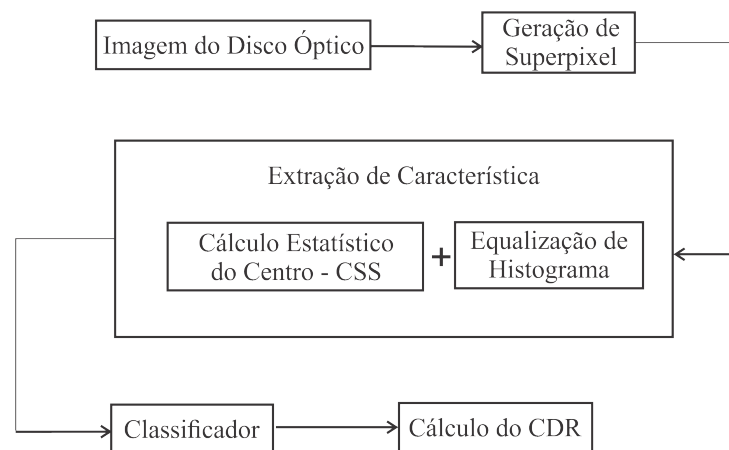 Imagem do Disco Óptico
Geração de
Superpixel
Extração de Característica
Cálculo Estatístico
do Centro - CSS
+
Equalização de
Histograma
Classificador
Cálculo do CDR